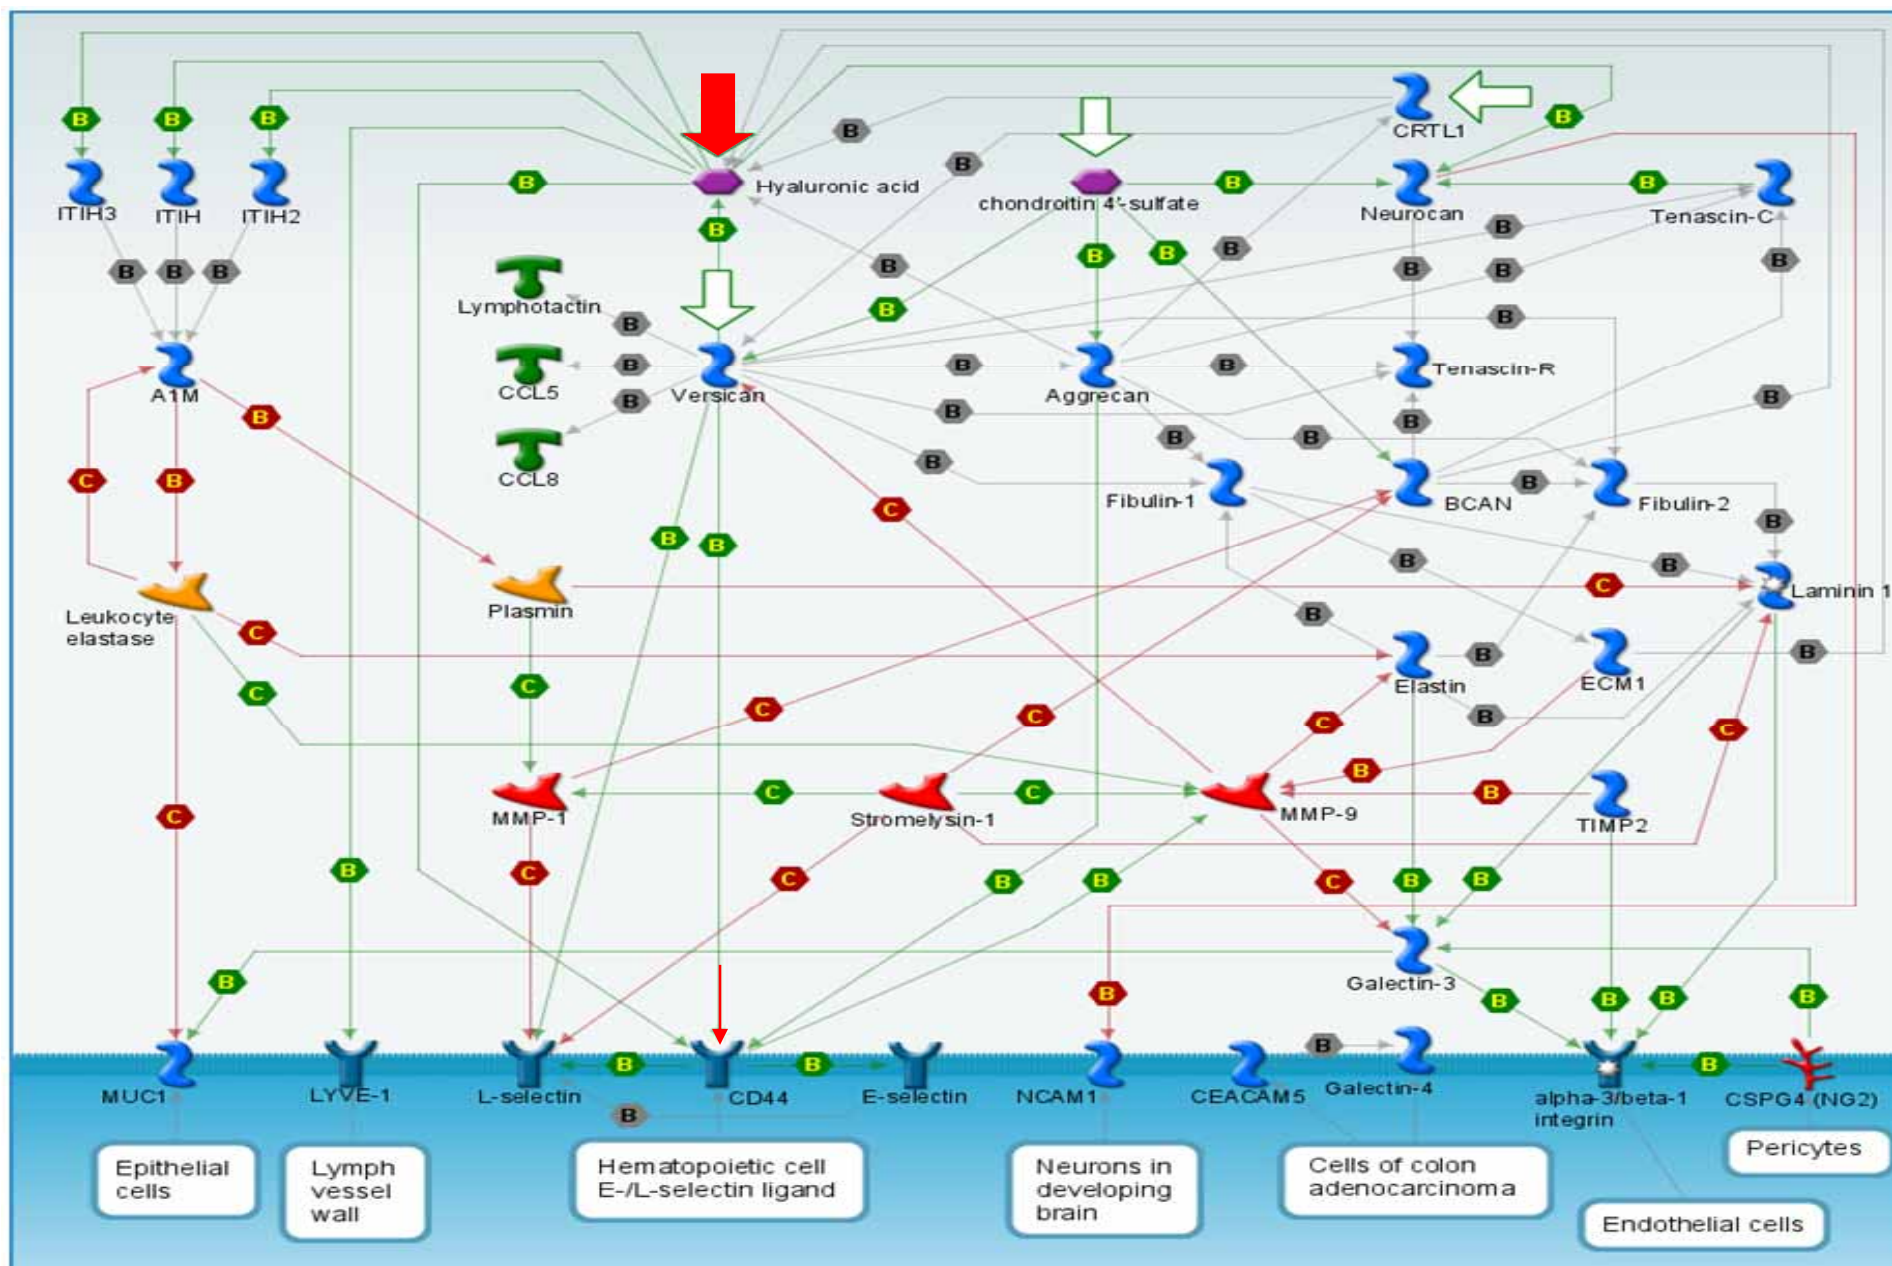 B
B
B
B
CRTL1
B
B
B
B
Hyaluronic acid
chondroitin 4'-sulfate
B
Neurocan
B
Tenascin-C
ITIH3
ITIH
ITIH2
B
B
B
B
B
B
B
B
B
B
B
B
B
Lymphotactin
B
B
B
B
CCL5
B
Versican
B
Aggrecan
B
Tenascin-R
A1M
B
B
B
B
B
B
B
CCL8
B
C
B
C
Fibulin-1
BCAN
B
Fibulin-2
B
B
B
B
B
Leukocyte
elastase
Plasmin
C
Laminin 1
B
C
B
Elastin
B
ECM1
B
C
C
C
C
C
B
C
B
C
MMP-1
C
Stromelysin-1
C
MMP-9
B
TIMP2
C
B
C
C
B
B
C
B
B
B
B
Galectin-3
B
B
B
B
MUC1
LYVE-1
L-selectin
B
CD44
B
E-selectin
B
NCAM1
CEACAM5
B
Galectin-4
alpha-3/beta-1
integrin
B
CSPG4 (NG2)
Epithelial
cells
Lymph
vessel
wall
Hematopoietic cell
E-/L-selectin ligand
Neurons in
developing
brain
Cells of colon
adenocarcinoma
Pericytes
Endothelial cells